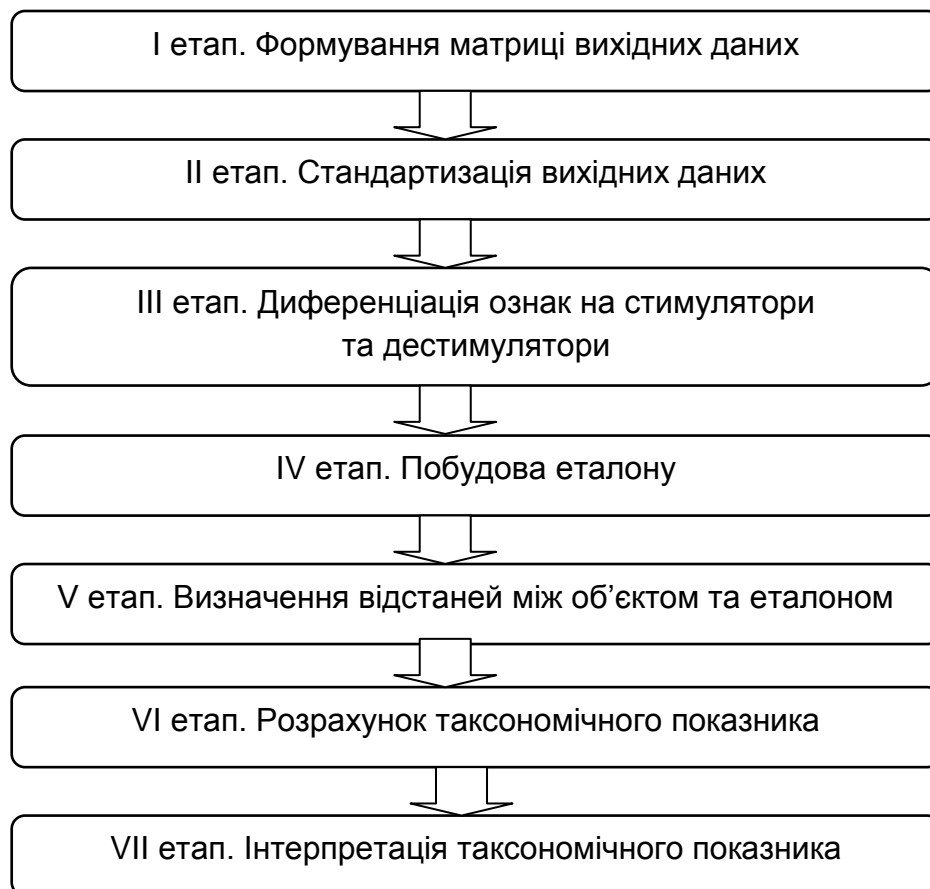 I етап. Формування матриці вихідних даних
II етап. Стандартизація вихідних даних
III етап. Диференціація ознак на стимулятори
та дестимулятори
IV етап. Побудова еталону
V етап. Визначення відстаней між об’єктом та еталоном
VI етап. Розрахунок таксономічного показника
VII етап. Інтерпретація таксономічного показника